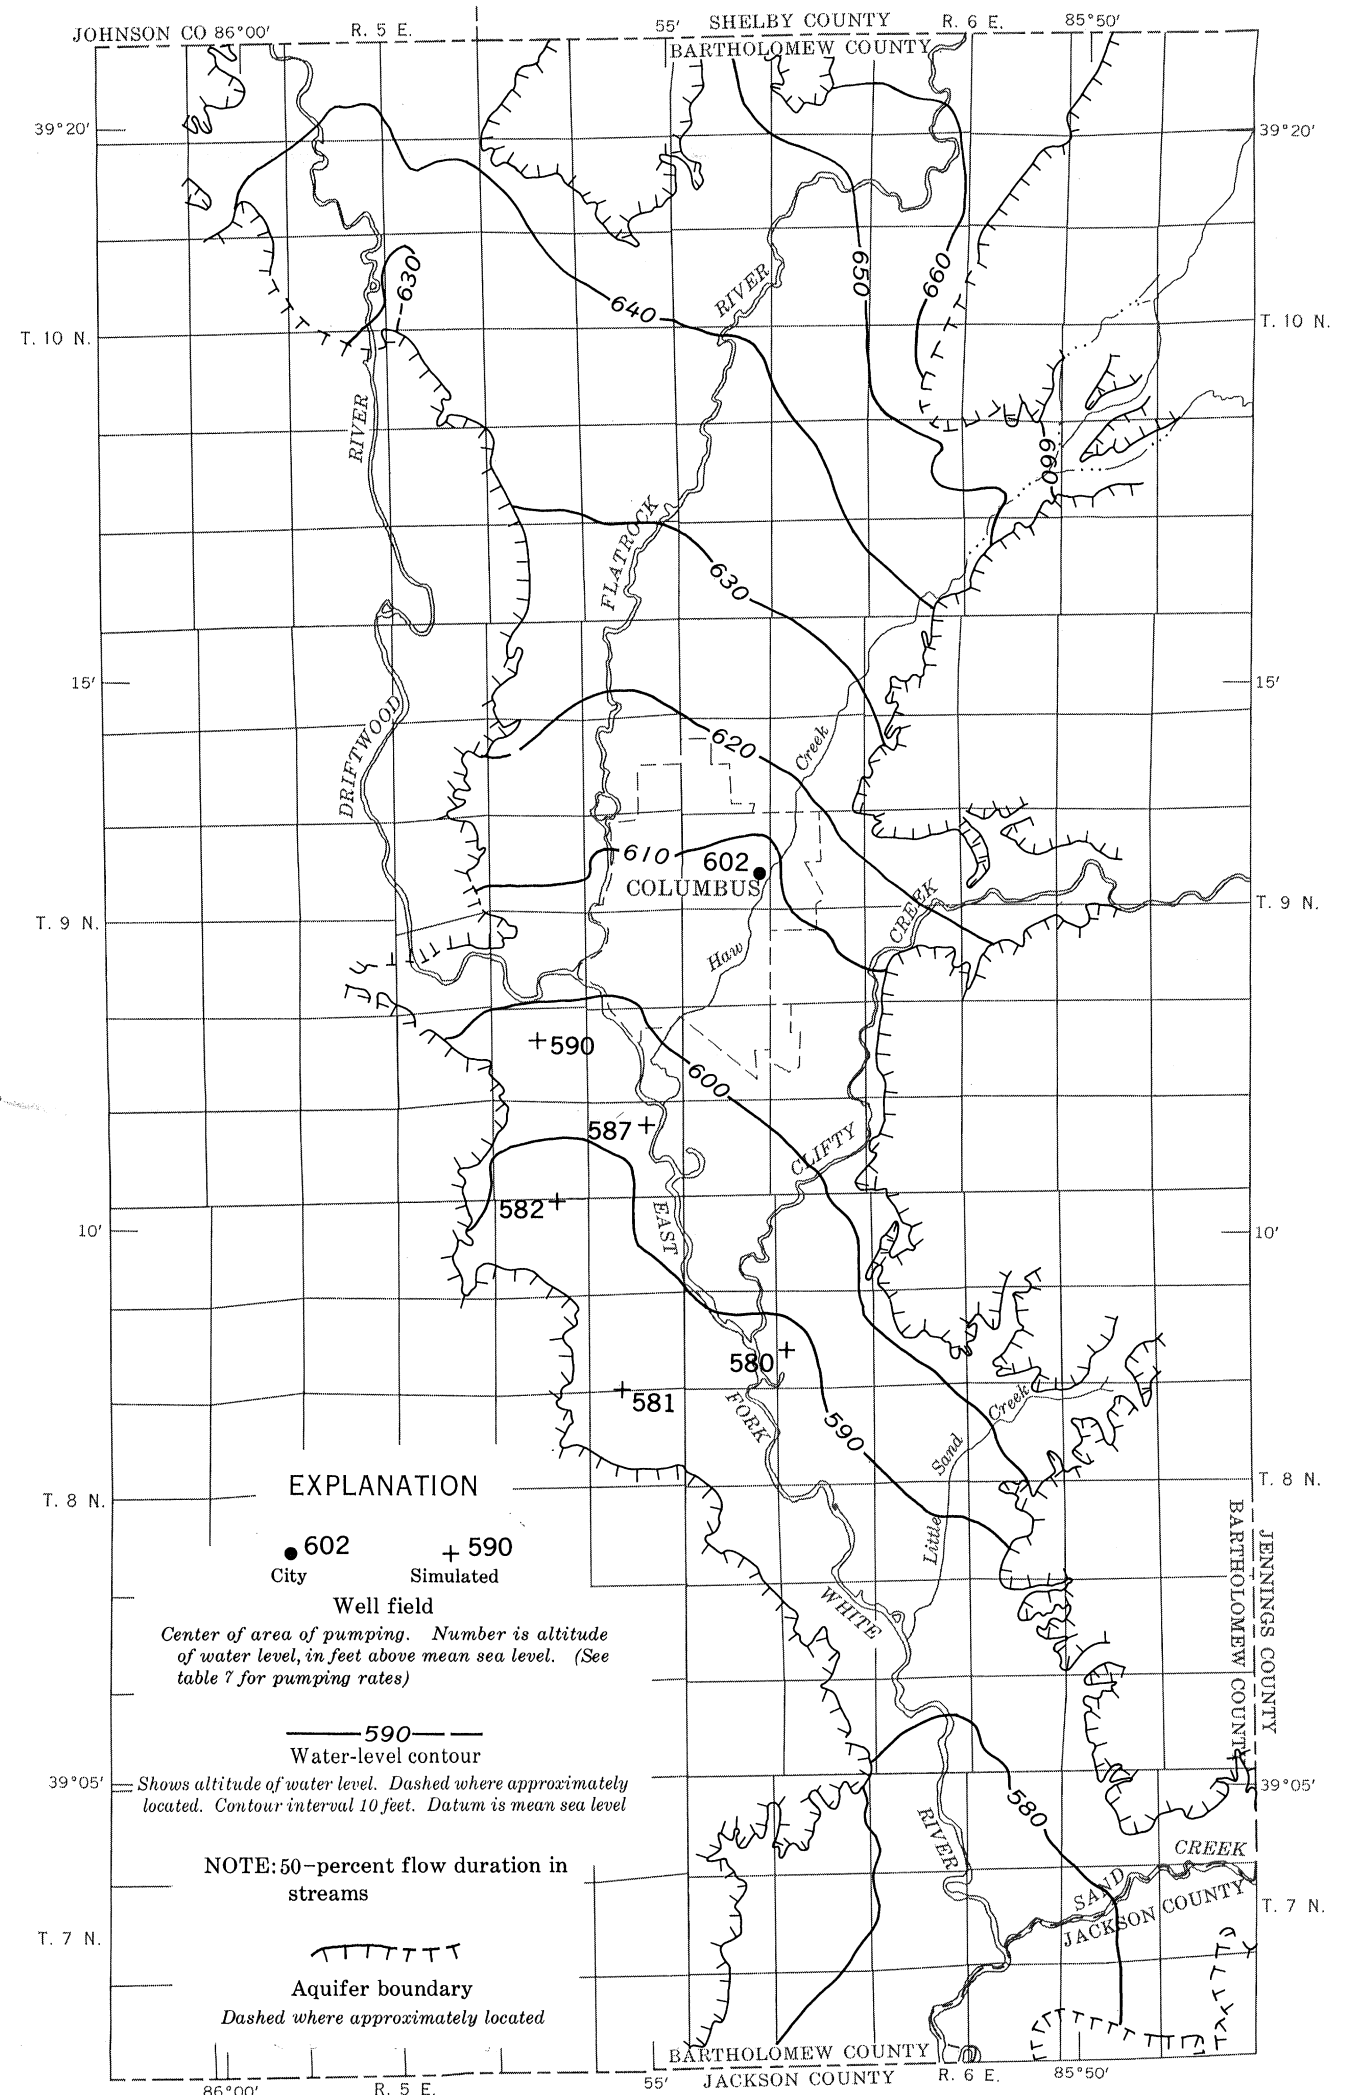 SHELBY COUNTY
JOHNSON CO 86°00' R. 5 E. 55' BARTHOLOMEW COUNTY R. 6 E. 85°50'
39°20' 39°20'
630
640
RIVER
650
660
T. 10 N. T. 10 N.
RIVER
660
FLATROCK
630
15' 15'
DRIFTWOOD
620
Creek
610
602
COLUMBUS
CREEK
T. 9 N. T. 9 N.
Haw
590
600
587
CLIFTY
582
EAST
10' 10'
580
581
FORK
590
Creek
Sand
Little
T. 8 N. T. 8 N.
WHITE
BARTHOLOMEW COUNTY
JENNINGS COUNTY
EXPLANATION
602 590
City Simulated
Well field
Center of area of pumping. Number is altitude
of water level, in feet above mean sea level. (See
table 7 for pumping rates)
590
Water-level contour
Shows altitude of water level. Dashed where approximately
located. Contour interval 10 feet. Datum is mean sea level
39°05' 39°05'
580
RIVER
CREEK
SAND
JACKSON COUNTY
NOTE: 50-percent flow duration in
streams
T. 7 N. T. 7 N.
Aquifer boundary
Dashed where approximately located
BARTHOLOMEW COUNTY
86°00' R. 5 E. 55' JACKSON COUNTY R. 6 E. 85°50'